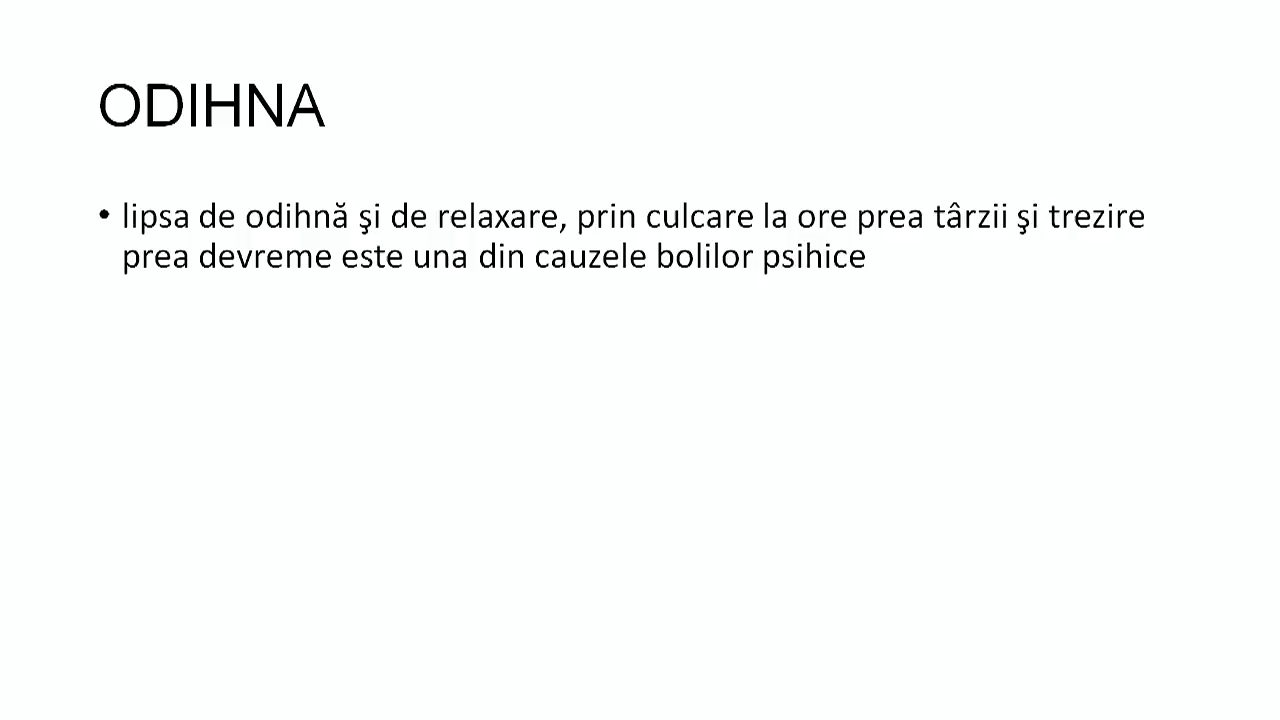 ODIHNA
• lipsa de odihnă şi de relaxare, prin culcare la ore prea târzii şi trezire
prea devreme este una din cauzele bolilor psihice